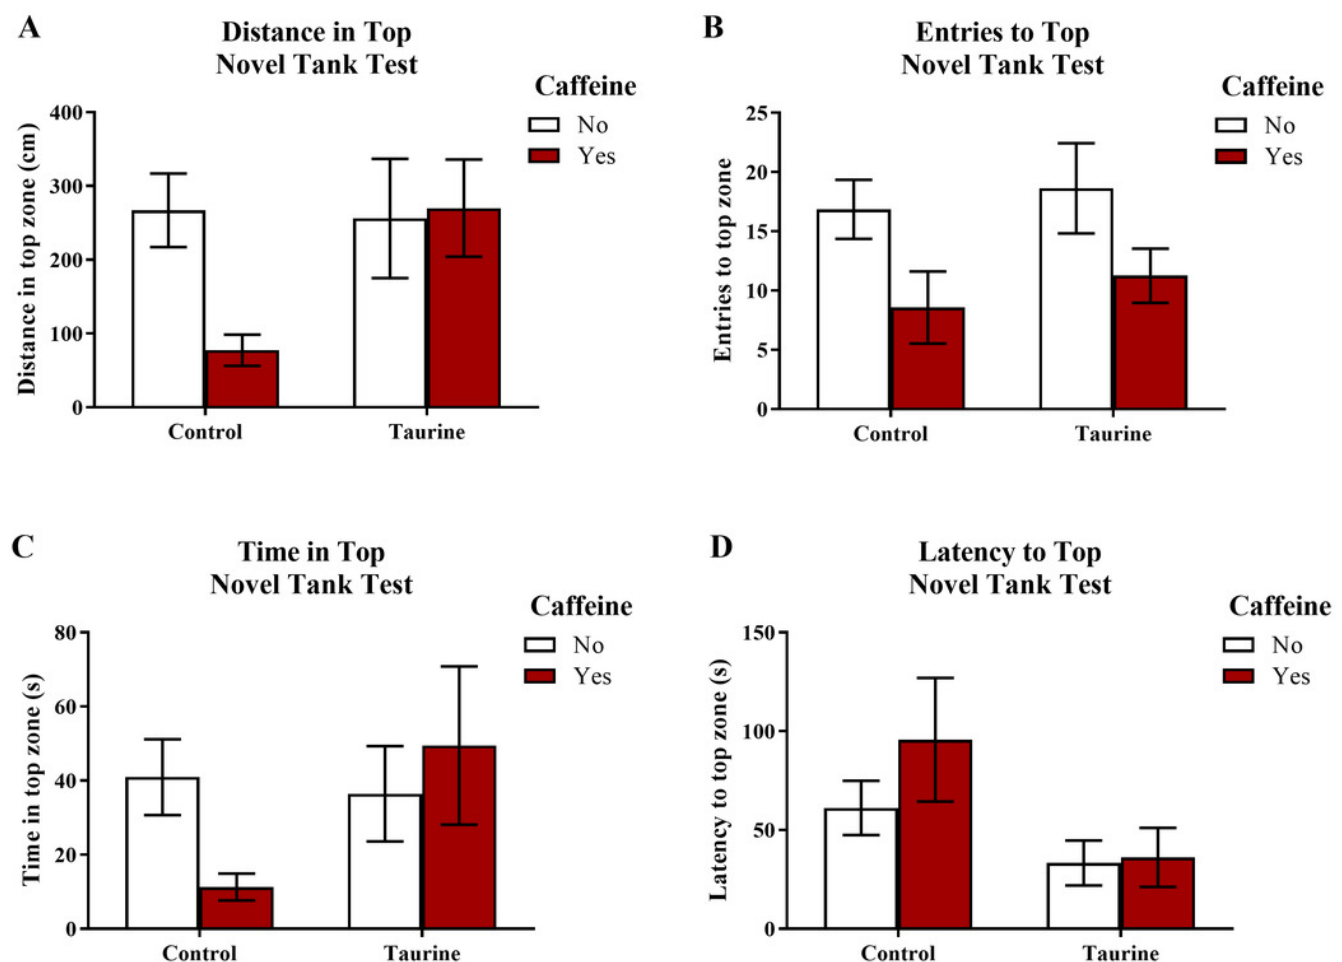 A
Distance in Top
Novel Tank Test
Caffeine
No
Yes
Distance in top zone (cm)
400
300
200
100
0
Control
Taurine
B
Entries to Top
Novel Tank Test
Caffeine
No
Yes
Entries to top zone
25
20
15
10
5
0
Control
Taurine
C
Time in Top
Novel Tank Test
Caffeine
No
Yes
Time in top zone (s)
80
60
40
20
0
Control
Taurine
D
Latency to Top
Novel Tank Test
Caffeine
No
Yes
Latency to top zone (s)
150
100
50
0
Control
Taurine